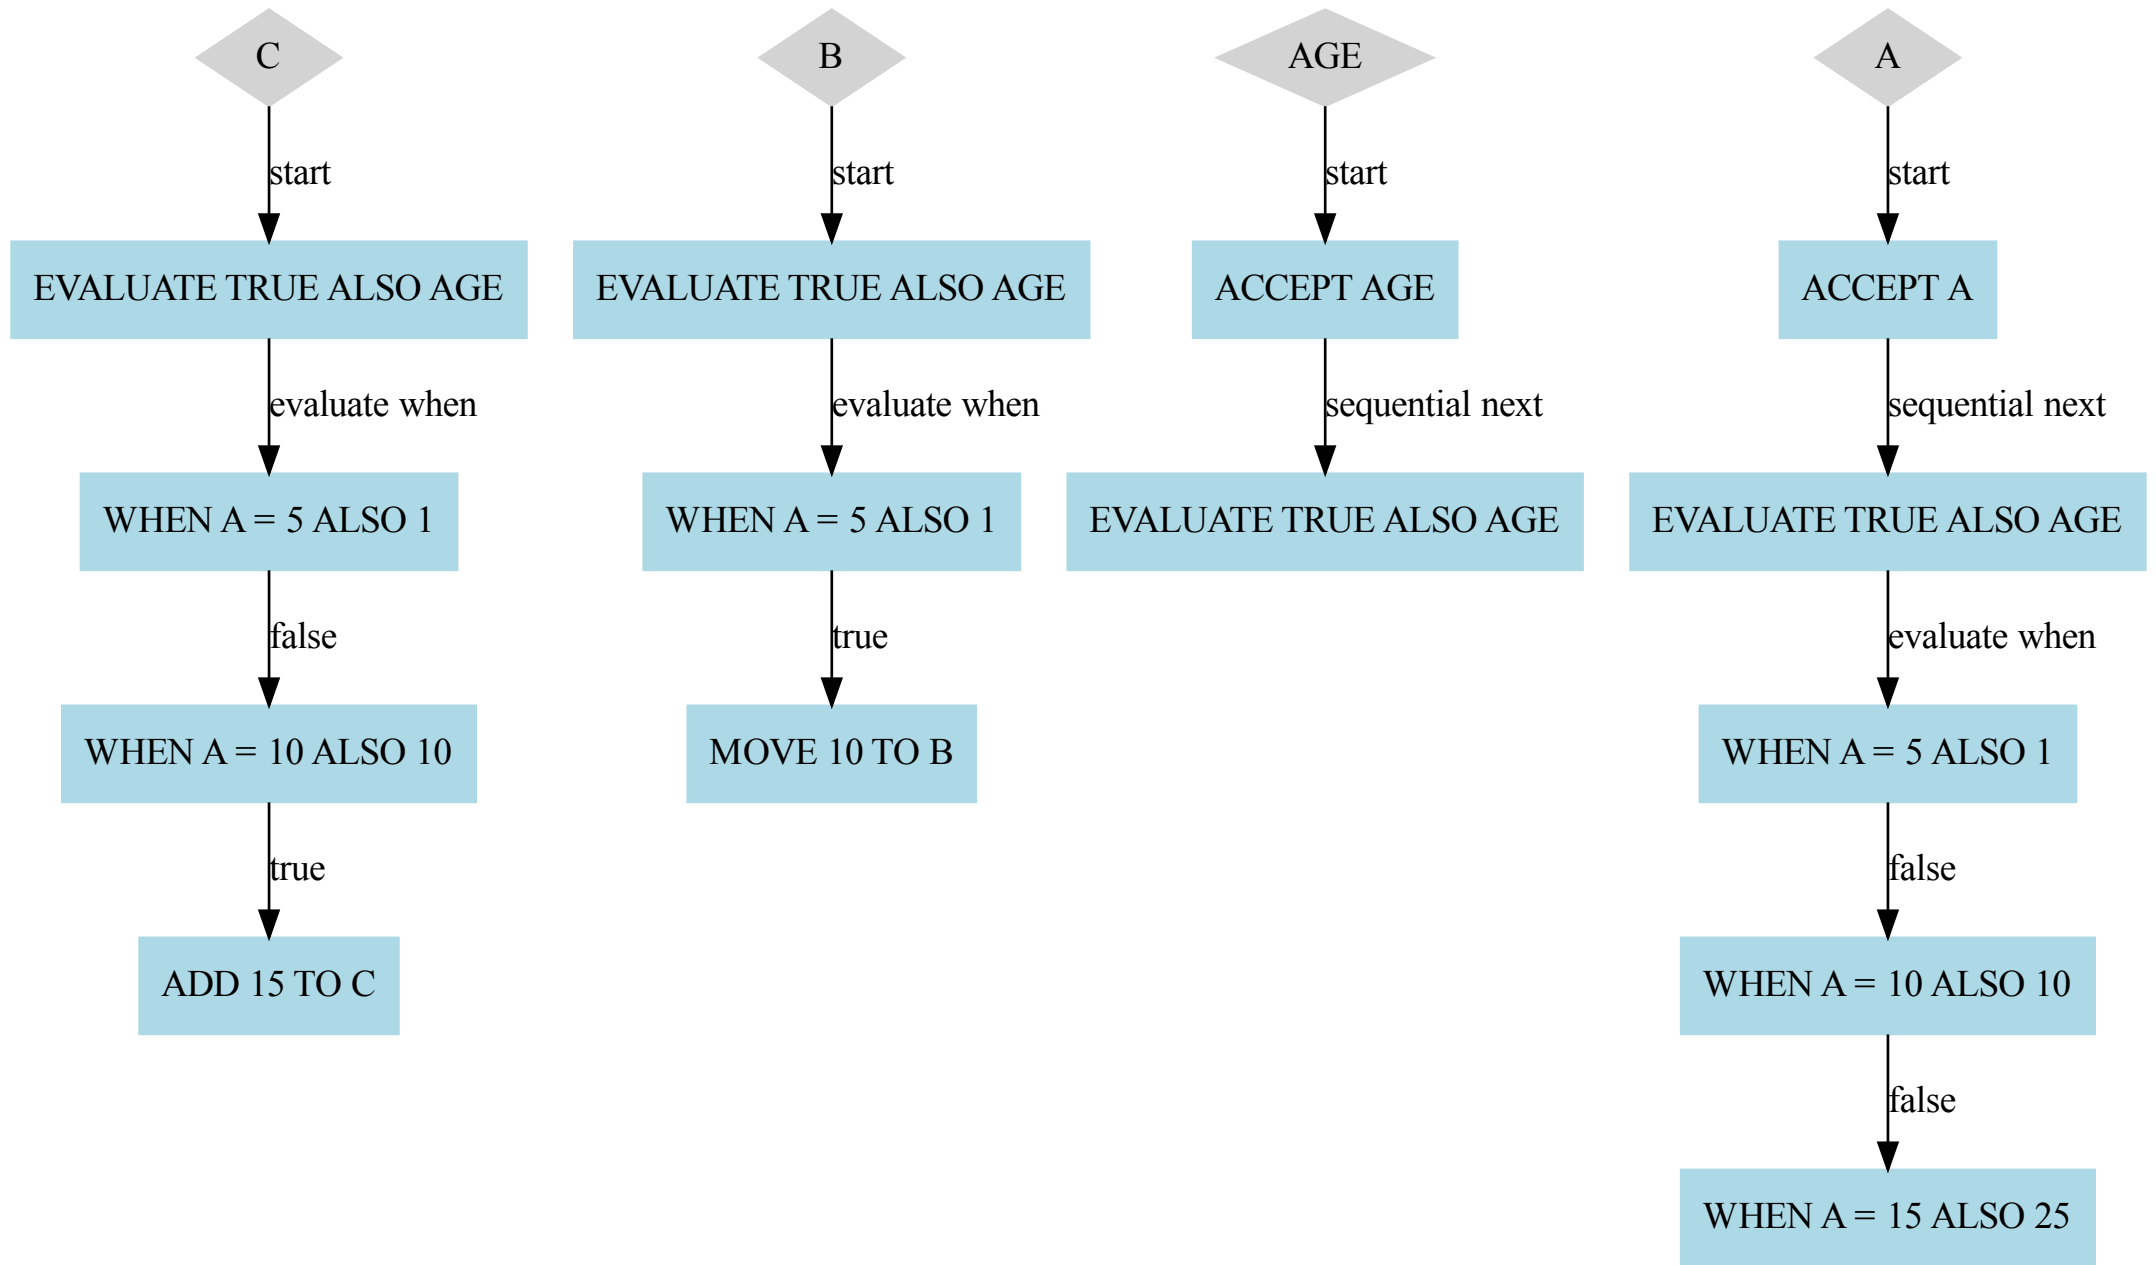 C
start
EVALUATE TRUE ALSO AGE
evaluate when
WHEN A = 5 ALSO 1
false
WHEN A = 10 ALSO 10
true
ADD 15 TO C
B
start
EVALUATE TRUE ALSO AGE
evaluate when
WHEN A = 5 ALSO 1
true
MOVE 10 TO B
AGE
start
ACCEPT AGE
sequential next
EVALUATE TRUE ALSO AGE
A
start
ACCEPT A
sequential next
EVALUATE TRUE ALSO AGE
evaluate when
WHEN A = 5 ALSO 1
false
WHEN A = 10 ALSO 10
false
WHEN A = 15 ALSO 25